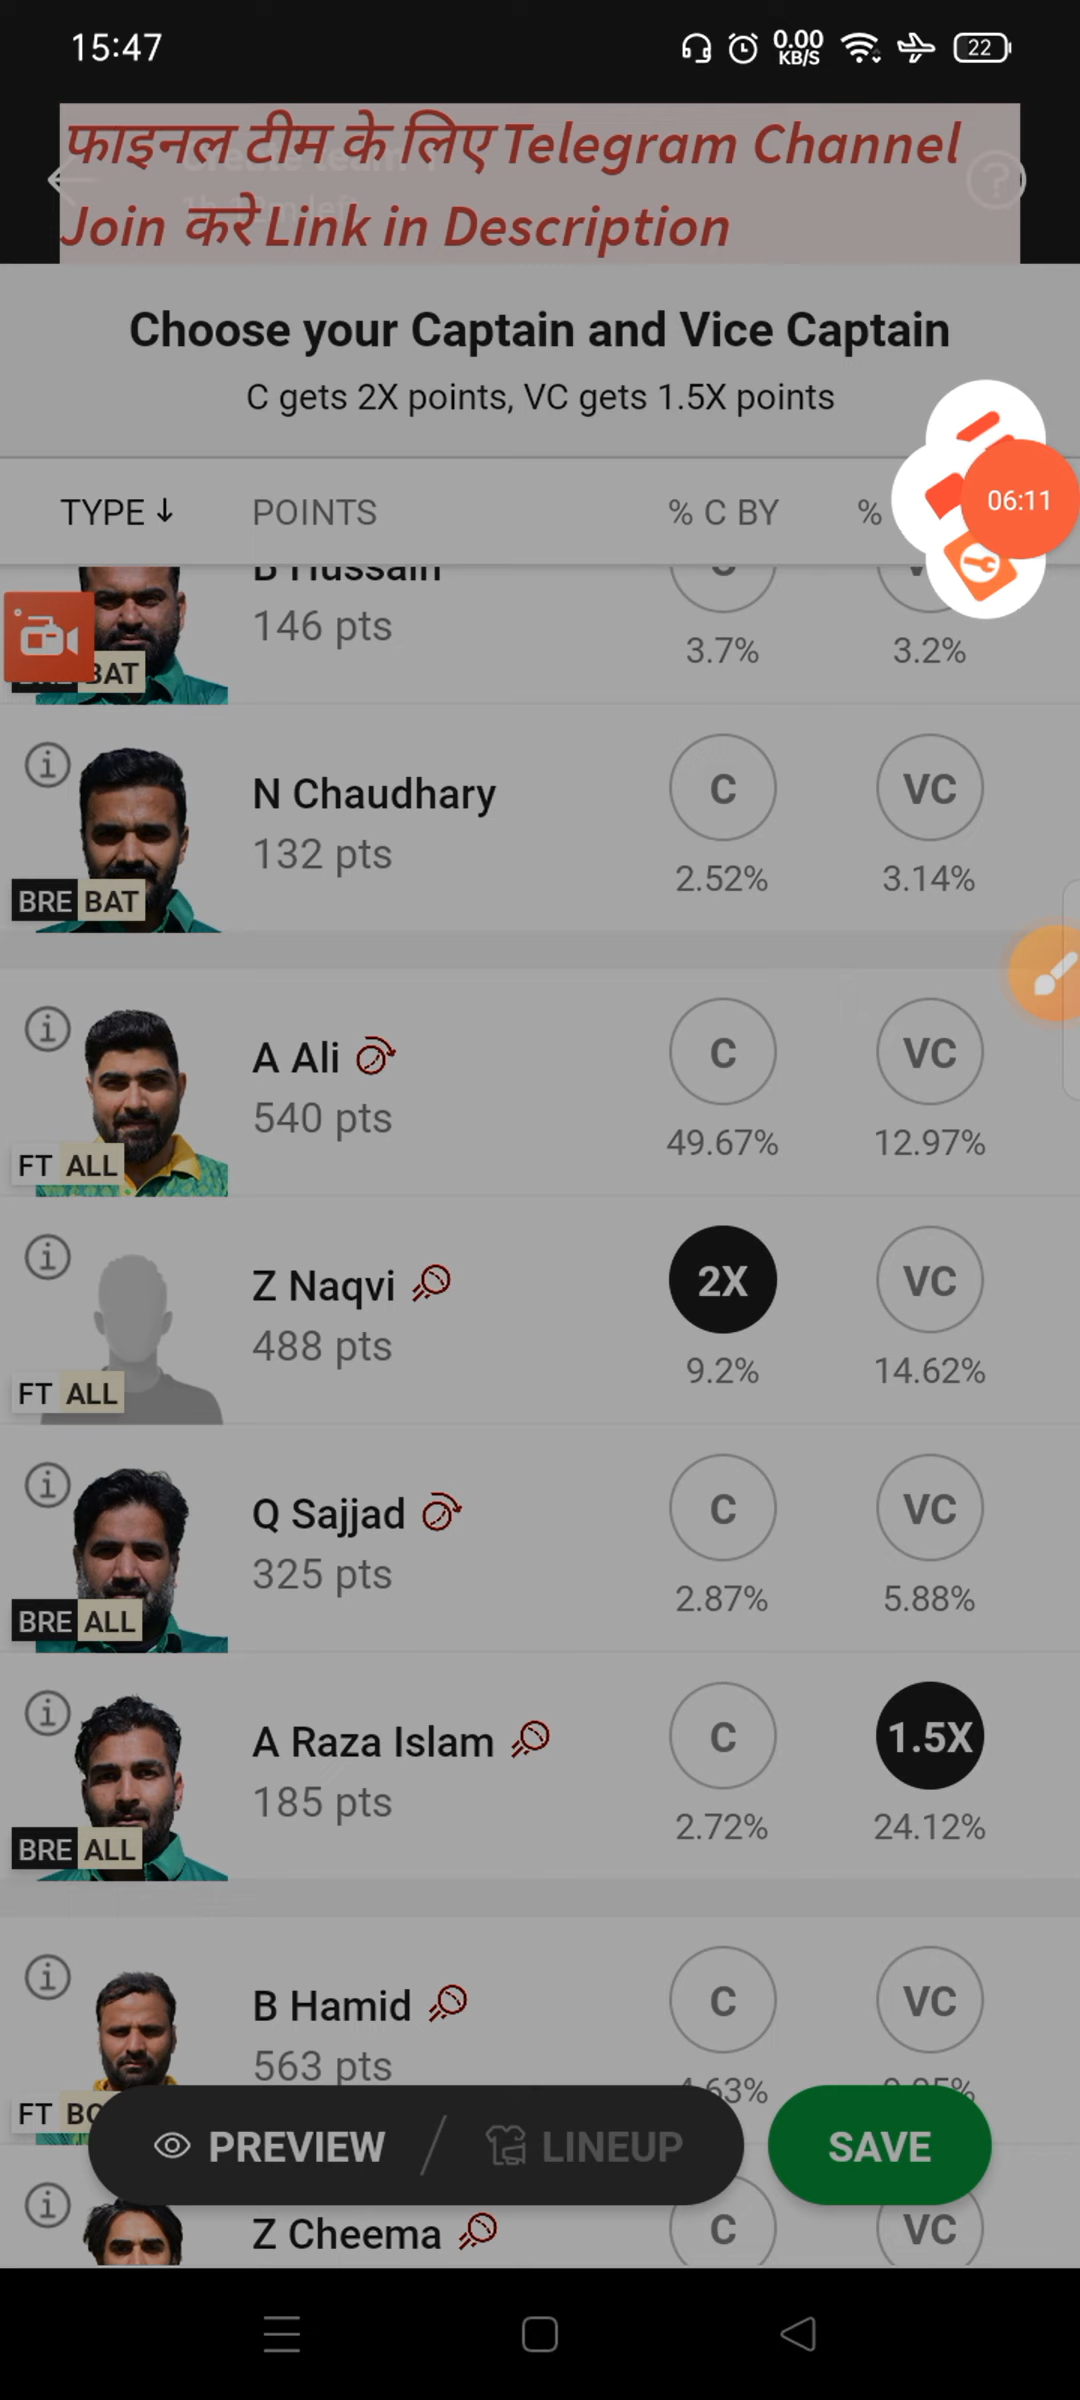 15:47
0.00
KB/S
22
फाइनल टीम के लिए Telegram Channel
Join करे Link in Description
Choose your Captain and Vice Captain
C gets 2X points, VC gets 1.5X points
TYPE ↓ POINTS % C BY %
06:11
B Hussain
146 pts
3.7% 3.2%
BAT
N Chaudhary
C VC
132 pts
2.52% 3.14%
BRE BAT
A Ali
C VC
540 pts
49.67% 12.97%
FT ALL
Z Naqvi
2X VC
488 pts
9.2% 14.62%
FT ALL
Q Sajjad
C VC
325 pts
2.87% 5.88%
BRE ALL
A Raza Islam
C 1.5X
185 pts
2.72% 24.12%
BRE ALL
B Hamid
C VC
563 pts
FT
PREVIEW / LINEUP SAVE
Z Cheema
C VC